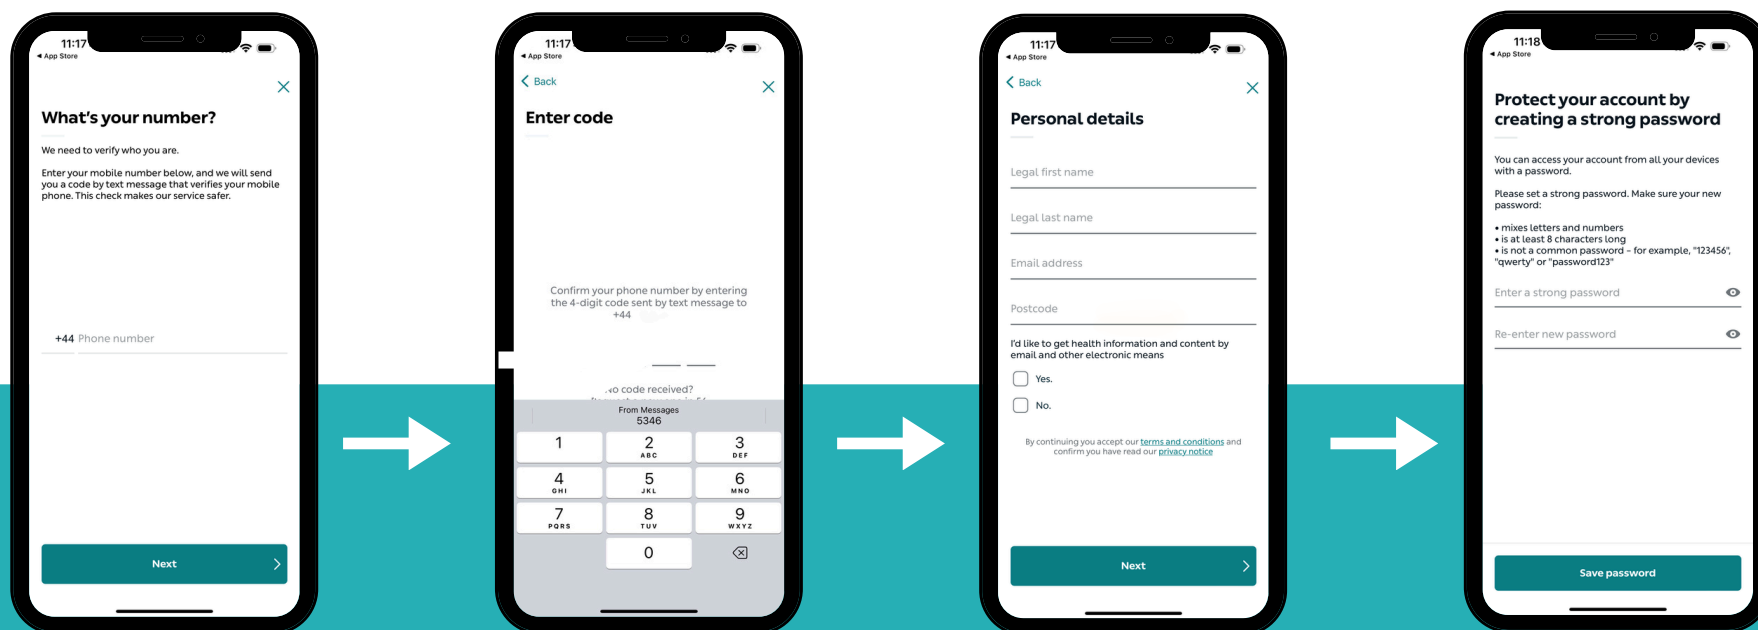 11:17
◀ App Store
What's your number?
We need to verify who you are.
Enter your mobile number below, and we will send
you a code by text message that verifies your mobile
phone. This check makes our service safer.
+44 Phone number
Next
11:17
◀ App Store
Back
Enter code
Confirm your phone number by entering
the 4-digit code sent by text message to
+44
No code received?
From Messages
5346
1
2
ABC
3
DEF
4
GHI
5
JKL
6
MNO
7
PQRS
8
TUV
9
WXYZ
0
11:17
◀ App Store
Back
Personal details
Legal first name
Legal last name
Email address
Postcode
I'd like to get health information and content by
email and other electronic means
Yes.
No.
By continuing you accept our terms and conditions and
confirm you have read our privacy notice
Next
11:18
◀ App Store
Protect your account by
creating a strong password
You can access your account from all your devices
with a password.
Please set a strong password. Make sure your new
password:
• mixes letters and numbers
• is at least 8 characters long
• is not a common password – for example, "123456",
"qwerty" or "password123"
Enter a strong password
Re-enter new password
Save password